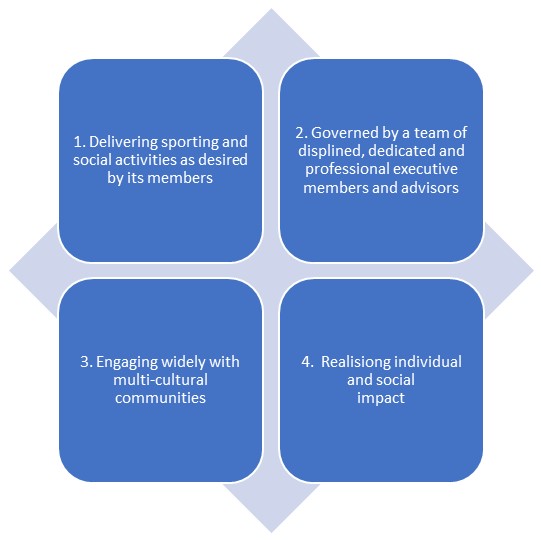 1. Delivering sporting and
social activities as desired
by its members
2. Governed by a team of
displined, dedicated and
professional executive
members and advisors
3. Engaging widely with
multi-cultural
communities
4. Realisiong individual
and social
impact